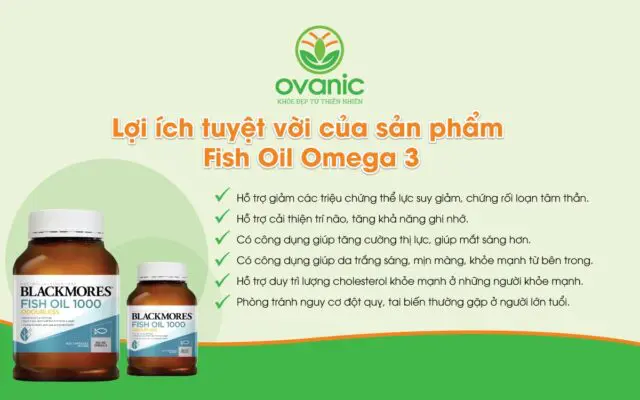 ovanic
KHỎE ĐẸP TỪ THIÊN NHIÊN
Lợi ích tuyệt vời của sản phẩm
Fish Oil Omega 3
Hỗ trợ giảm các triệu chứng thể lực suy giảm, chứng rối loạn tâm thần.
Hỗ trợ cải thiện trí não, tăng khả năng ghi nhớ.
Có công dụng giúp tăng cường thị lực, giúp mắt sáng hơn.
Có công dụng giúp da trắng sáng, mịn màng, khỏe mạnh từ bên trong.
Hỗ trợ duy trì lượng cholesterol khỏe mạnh ở những người khỏe mạnh.
Phòng tránh nguy cơ đột quỵ, tai biến thường gặp ở người lớn tuổi.
BLACKMORES
FISH OIL 1000
ODOURLESS
BLACKMORES
FISH OIL 1000